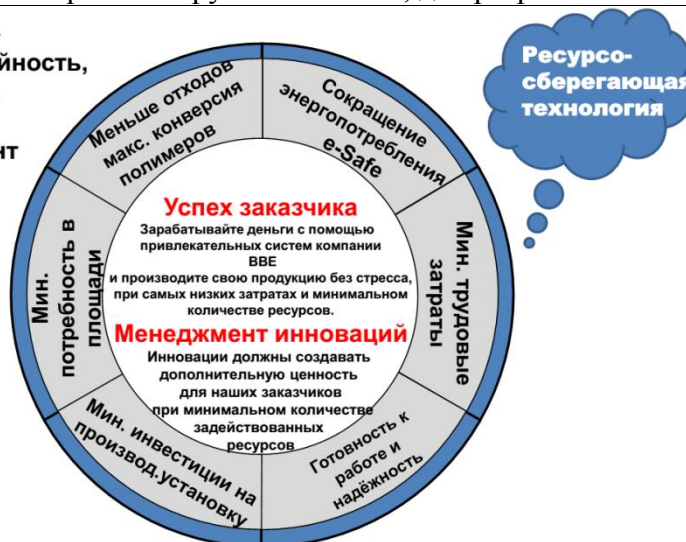 йность,
нт
Ресурсо-
сберегающая
технология
Меньше отходов
макс. конверсия
полимеров
Сокращение
энергопотребления
e-Safe
Мин. трудовые
затраты
Готовность к
работе и
надёжность
Мин. инвестиции на
производ.установку
Мин.
потребность в
площади
Успех заказчика
Зарабатывайте деньги с помощью
привлекательных систем компании
BBE
и производите свою продукцию без стресса,
при самых низких затратах и минимальном
количестве ресурсов.
Менеджмент инноваций
Инновации должны создавать
дополнительную ценность
для наших заказчиков
при минимальном количестве
задействованных
ресурсов